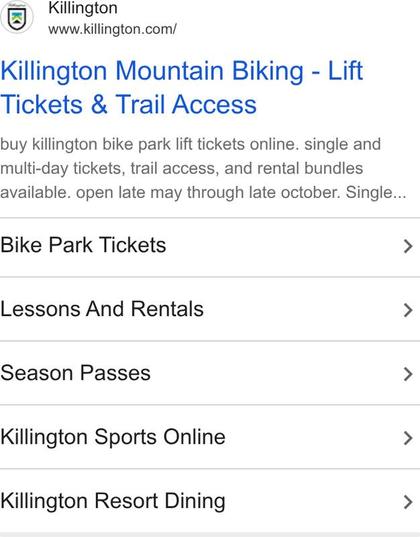 Killington
www.killington.com/
Killington Mountain Biking - Lift
Tickets & Trail Access
buy killington bike park lift tickets online. single and
multi-day tickets, trail access, and rental bundles
available. open late may through late october. Single...
Bike Park Tickets
Lessons And Rentals
Season Passes
Killington Sports Online
Killington Resort Dining